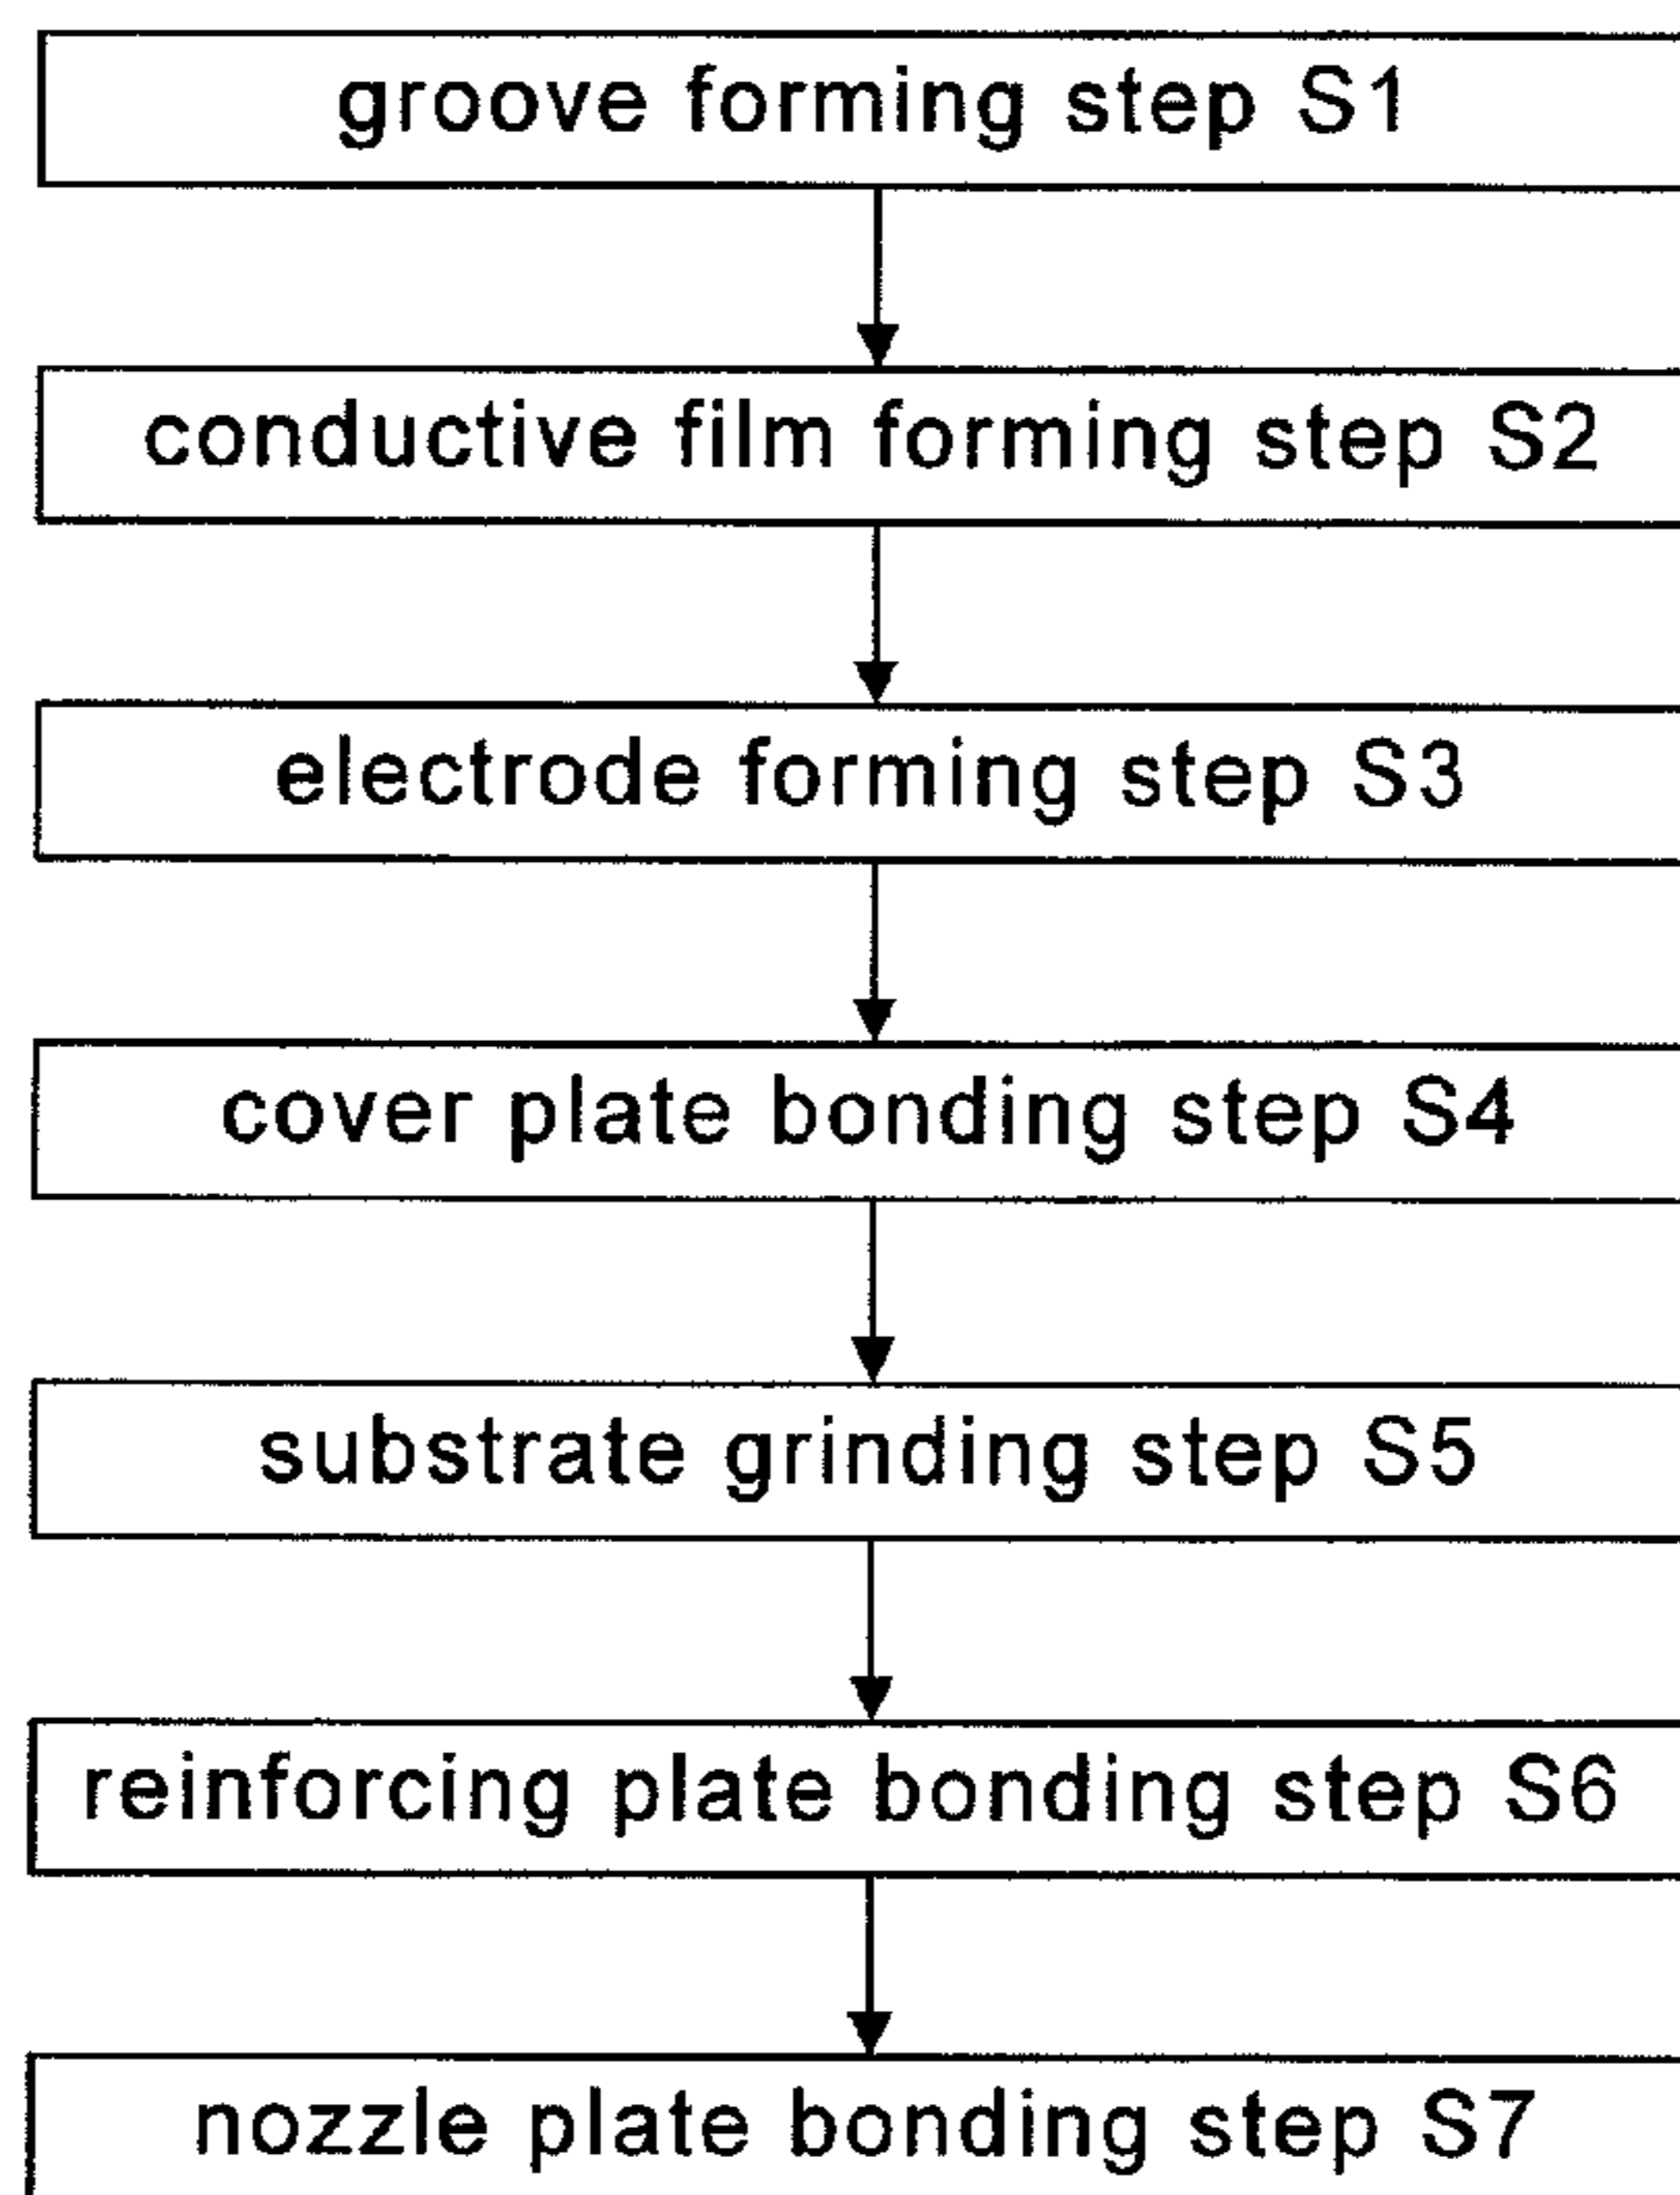 groove forming step S1
conductive film forming step S2
electrode forming step S3
cover plate bonding step S4
substrate grinding step S5
reinforcing plate bonding step S6
nozzle plate bonding step S7